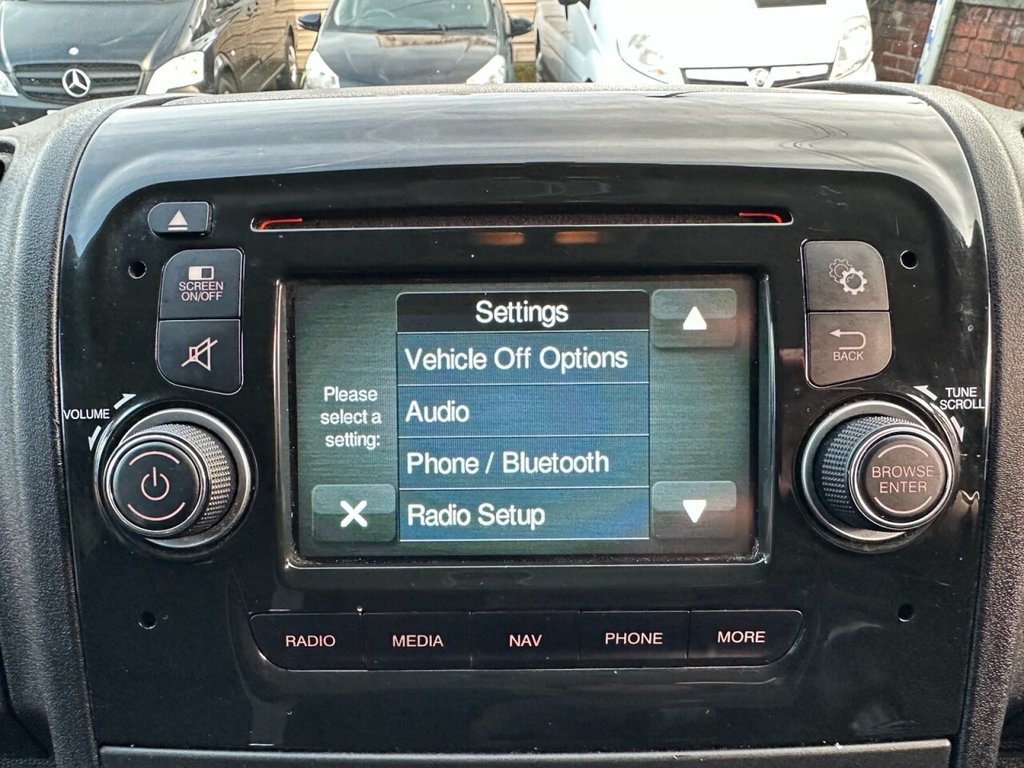 SCREEN
ON/OFF
VOLUME
Settings
Vehicle Off Options
Audio
Phone / Bluetooth
Radio Setup
Please
select a
setting:
BACK
TUNE
SCROLL
BROWSE
ENTER
RADIO
MEDIA
NAV
PHONE
MORE